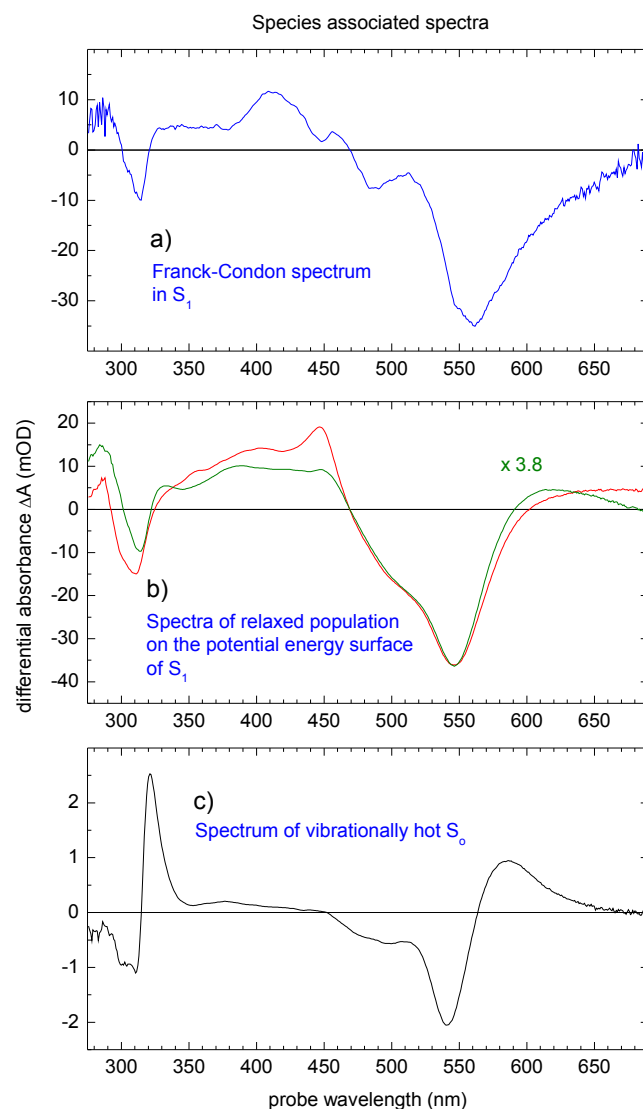 Species associated spectra
10
0
-10
-20
-30
a)
Franck-Condon spectrum
in S₁
300 350 400 450 500 550 600 650
differential absorbance ΔA (mOD)
20
10
0
-10
-20
-30
-40
x 3.8
b)
Spectra of relaxed population
on the potential energy surface
of S₁
300 350 400 450 500 550 600 650
2
1
0
-1
-2
c)
Spectrum of vibrationally hot Sₒ
300 350 400 450 500 550 600 650
probe wavelength (nm)